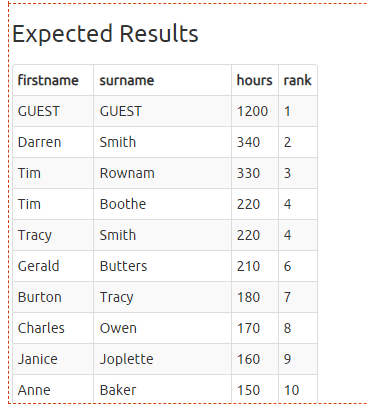 Expected Results
firstname surname hours rank
GUEST GUEST 1200 1
Darren Smith 340 2
Tim Rownam 330 3
Tim Boothe 220 4
Tracy Smith 220 4
Gerald Butters 210 6
Burton Tracy 180 7
Charles Owen 170 8
Janice Joplette 160 9
Anne Baker 150 10